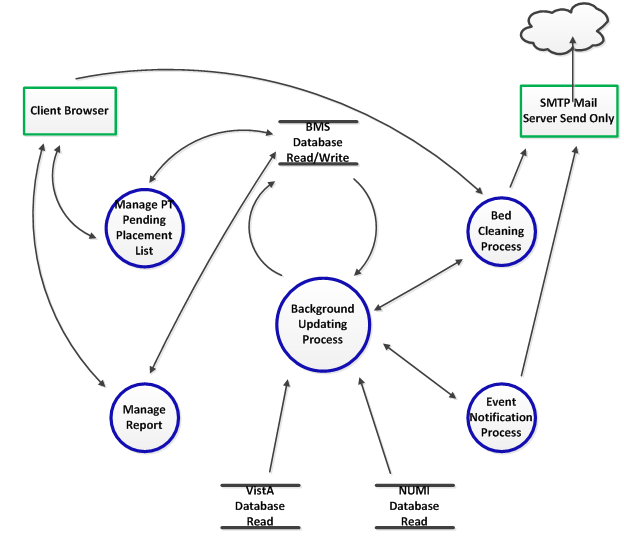 Client Browser
SMTP Mail
Server Send Only
BMS
Database
Read/Write
Manage PT
Pending
Placement
List
Bed
Cleaning
Process
Background
Updating
Process
Manage
Report
Event
Notification
Process
VistA
Database
Read
NUMI
Database
Read